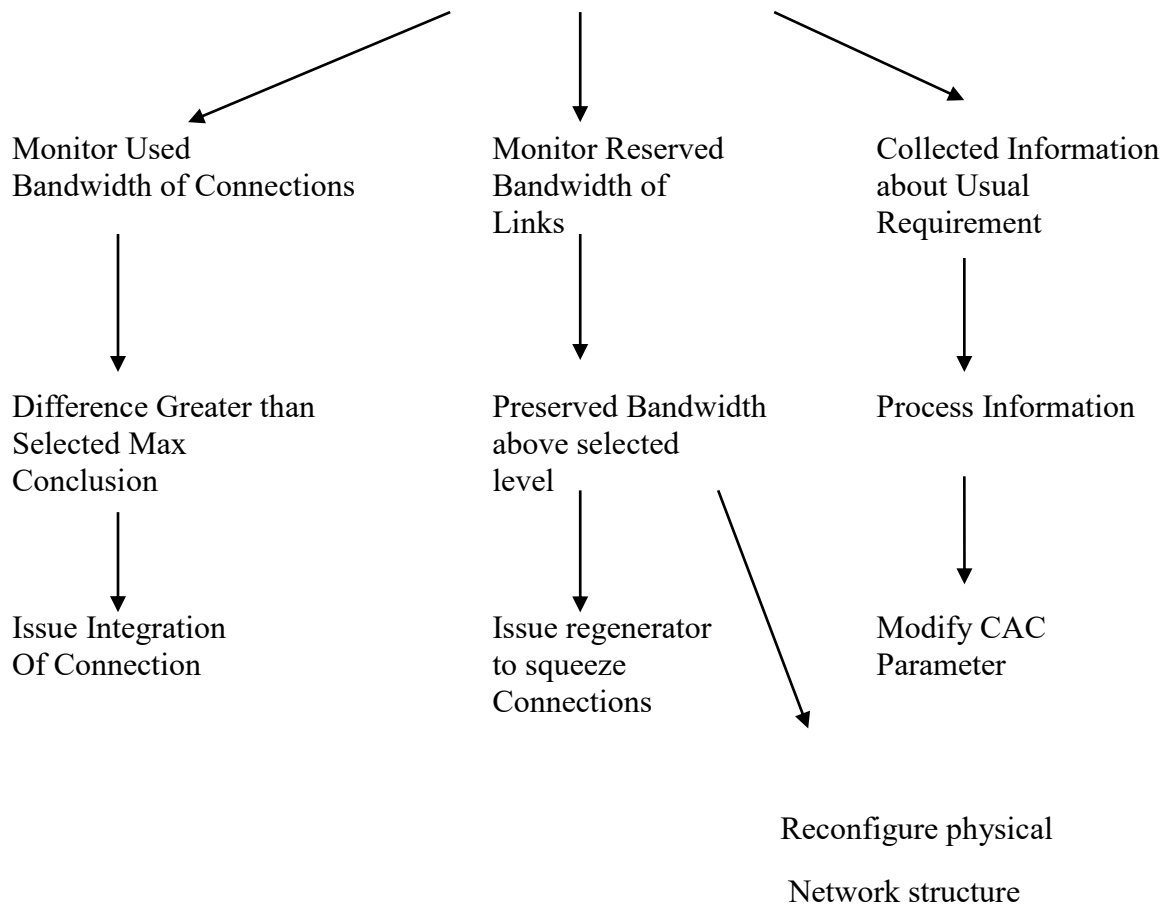 Monitor Used
Bandwidth of Connections
Monitor Reserved
Bandwidth of
Links
Collected Information
about Usual
Requirement
Difference Greater than
Selected Max
Conclusion
Preserved Bandwidth
above selected
level
Process Information
Issue Integration
Of Connection
Issue regenerator
to squeeze
Connections
Modify CAC
Parameter
Reconfigure physical
Network structure